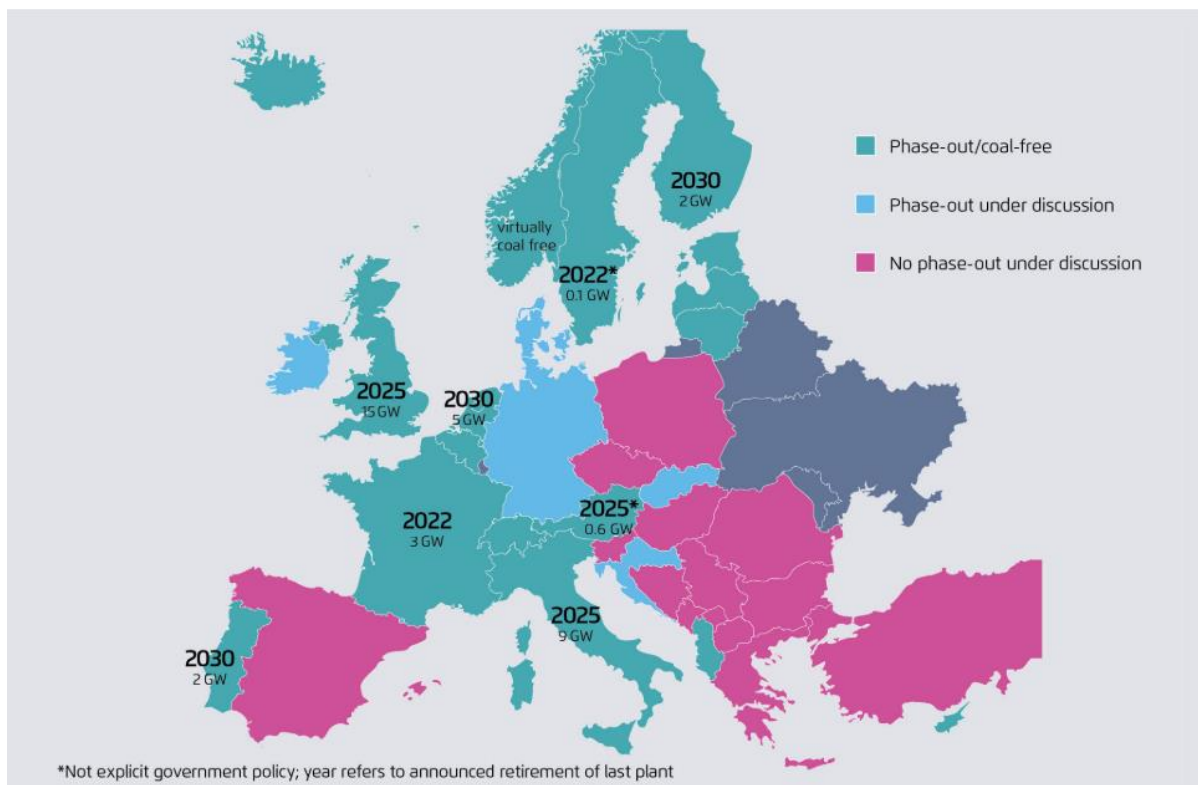 Phase-out/coal-free
Phase-out under discussion
No phase-out under discussion
2030
2 GW
virtually
coal free
2022*
0.1 GW
2025
15 GW
2030
5 GW
2025*
0.6 GW
2022
3 GW
2025
9 GW
2030
2 GW
*Not explicit government policy; year refers to announced retirement of last plant